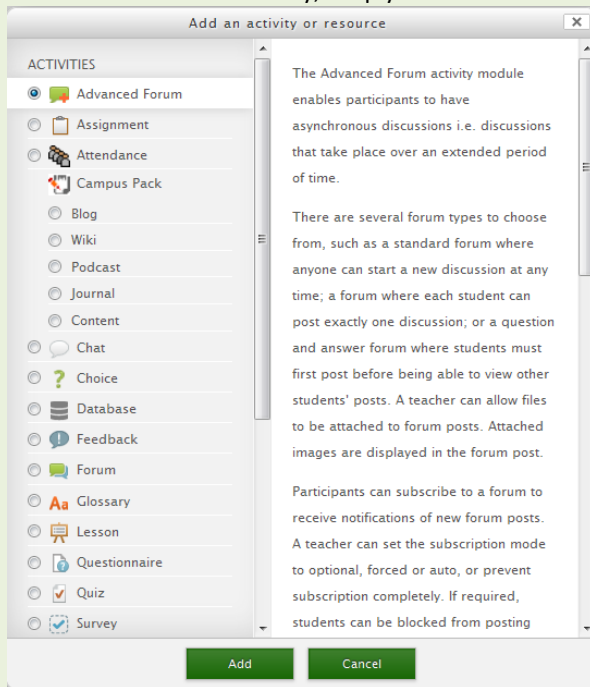 Add an activity or resource
ACTIVITIES
Advanced Forum
Assignment
Attendance
Campus Pack
Blog
Wiki
Podcast
Journal
Content
Chat
Choice
Database
Feedback
Forum
Glossary
Lesson
Questionnaire
Quiz
Survey
The Advanced Forum activity module
enables participants to have
asynchronous discussions i.e. discussions
that take place over an extended period
of time.
There are several forum types to choose
from, such as a standard forum where
anyone can start a new discussion at any
time; a forum where each student can
post exactly one discussion; or a question
and answer forum where students must
first post before being able to view other
students' posts. A teacher can allow files
to be attached to forum posts. Attached
images are displayed in the forum post.
Participants can subscribe to a forum to
receive notifications of new forum posts.
A teacher can set the subscription mode
to optional, forced or auto, or prevent
subscription completely. If required,
students can be blocked from posting
Add
Cancel